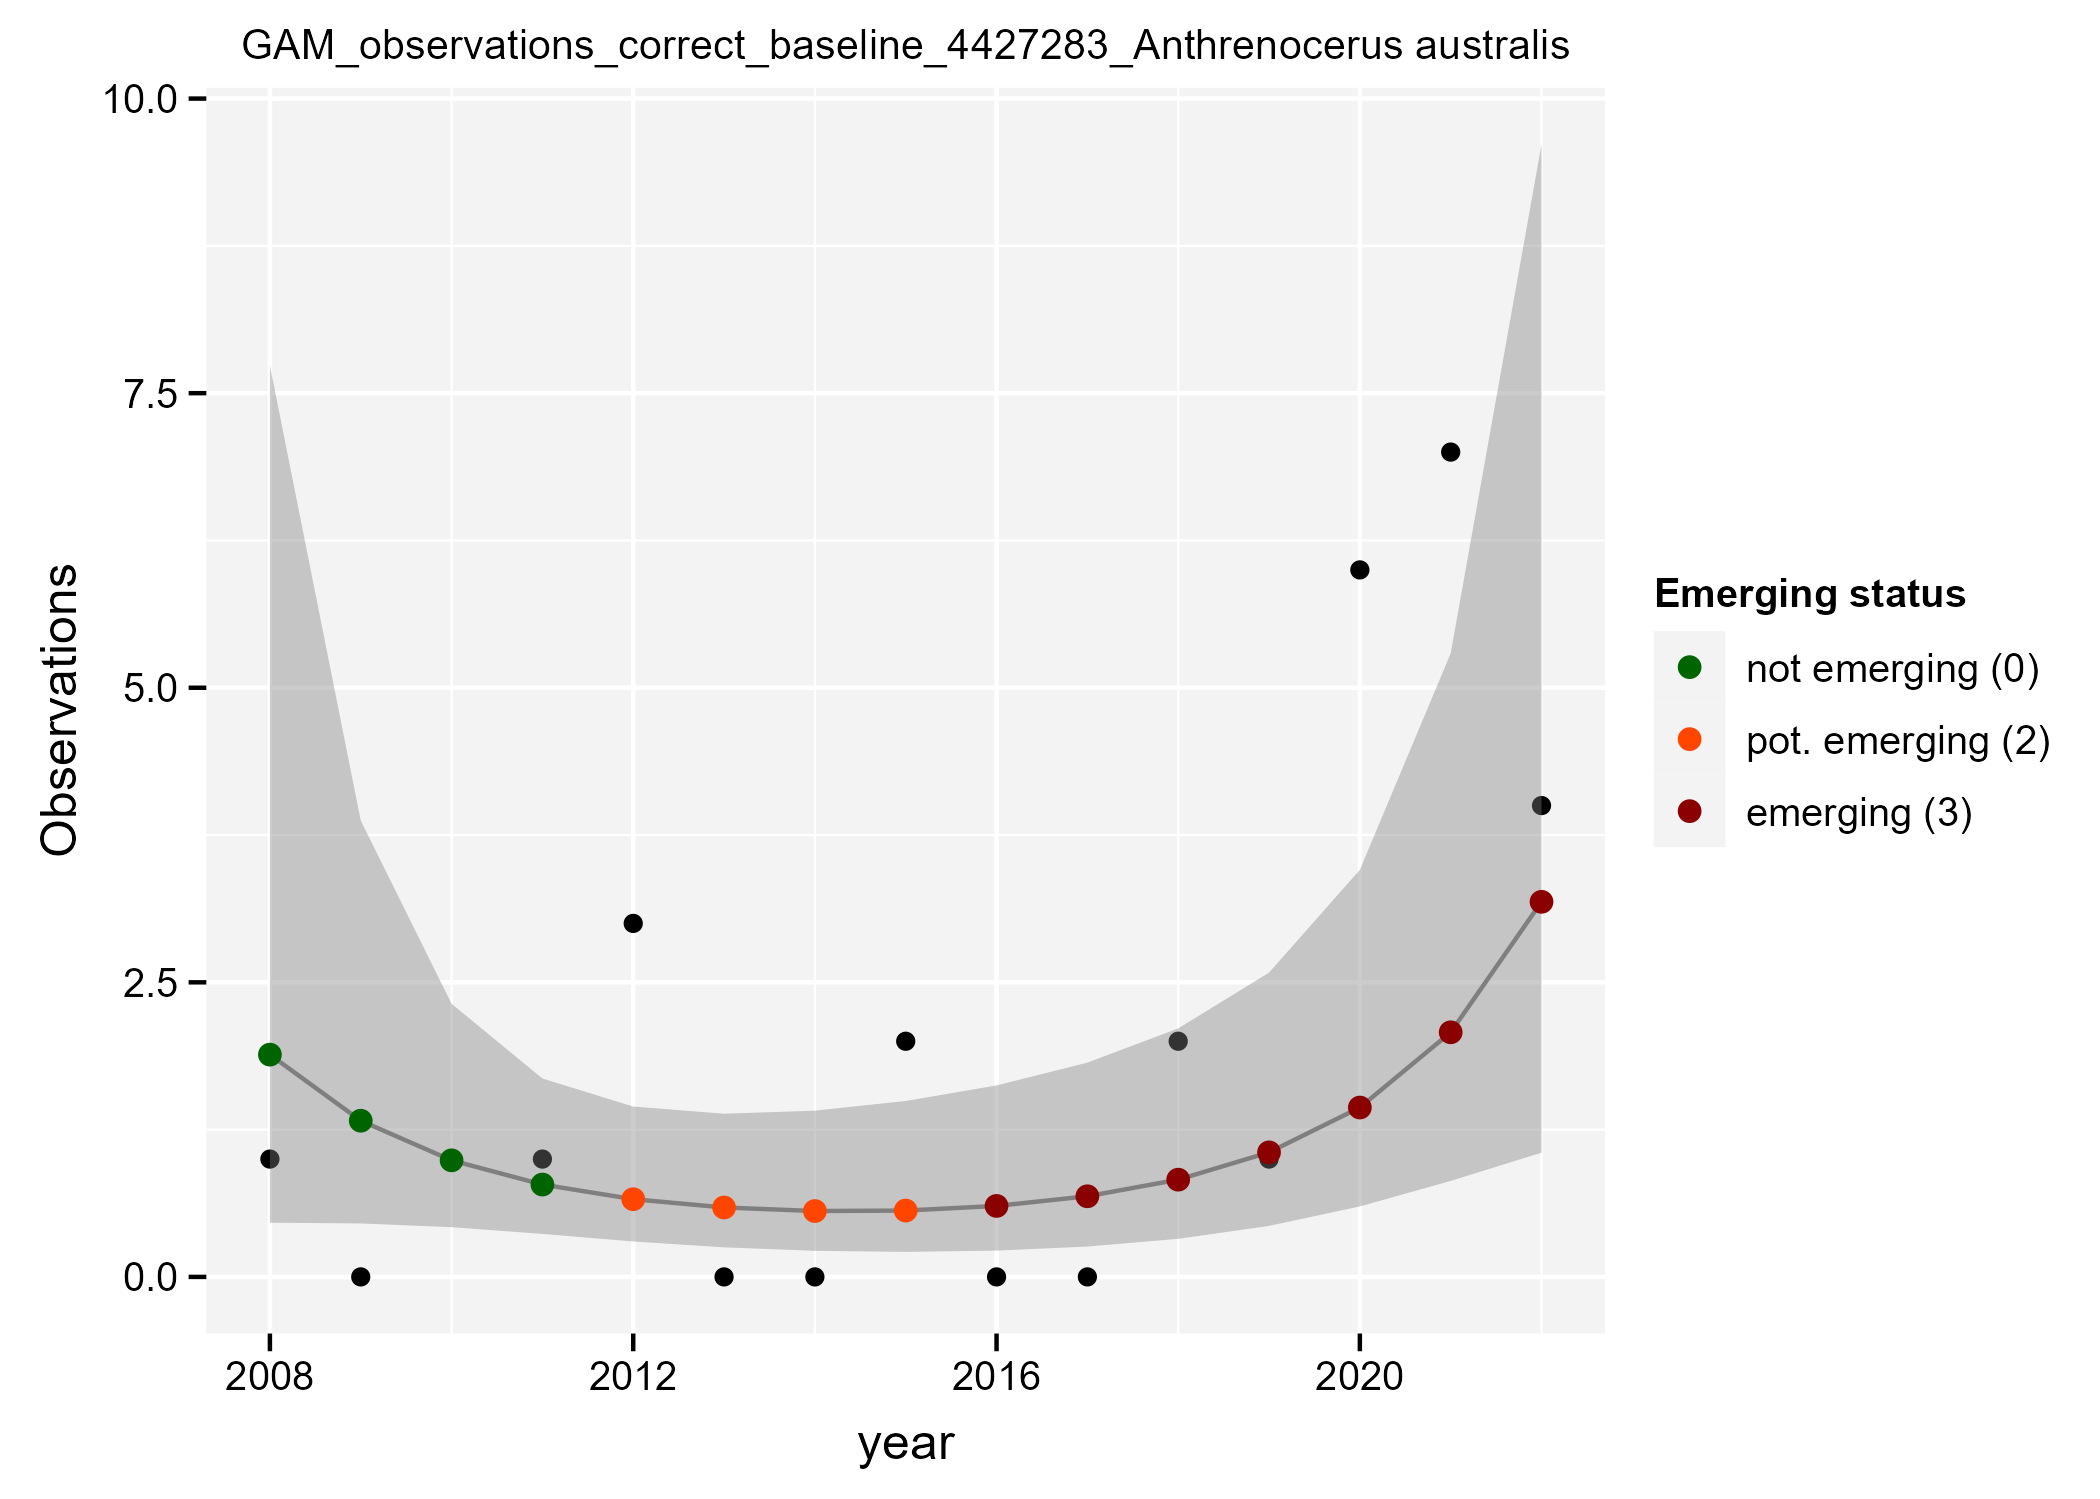 GAM_observations_correct_baseline_4427283_Anthrenocerus australis
10.0
7.5
5.0
2.5
0.0
Observations
2008
2012
2016
2020
year
Emerging status
not emerging (0)
pot. emerging (2)
emerging (3)